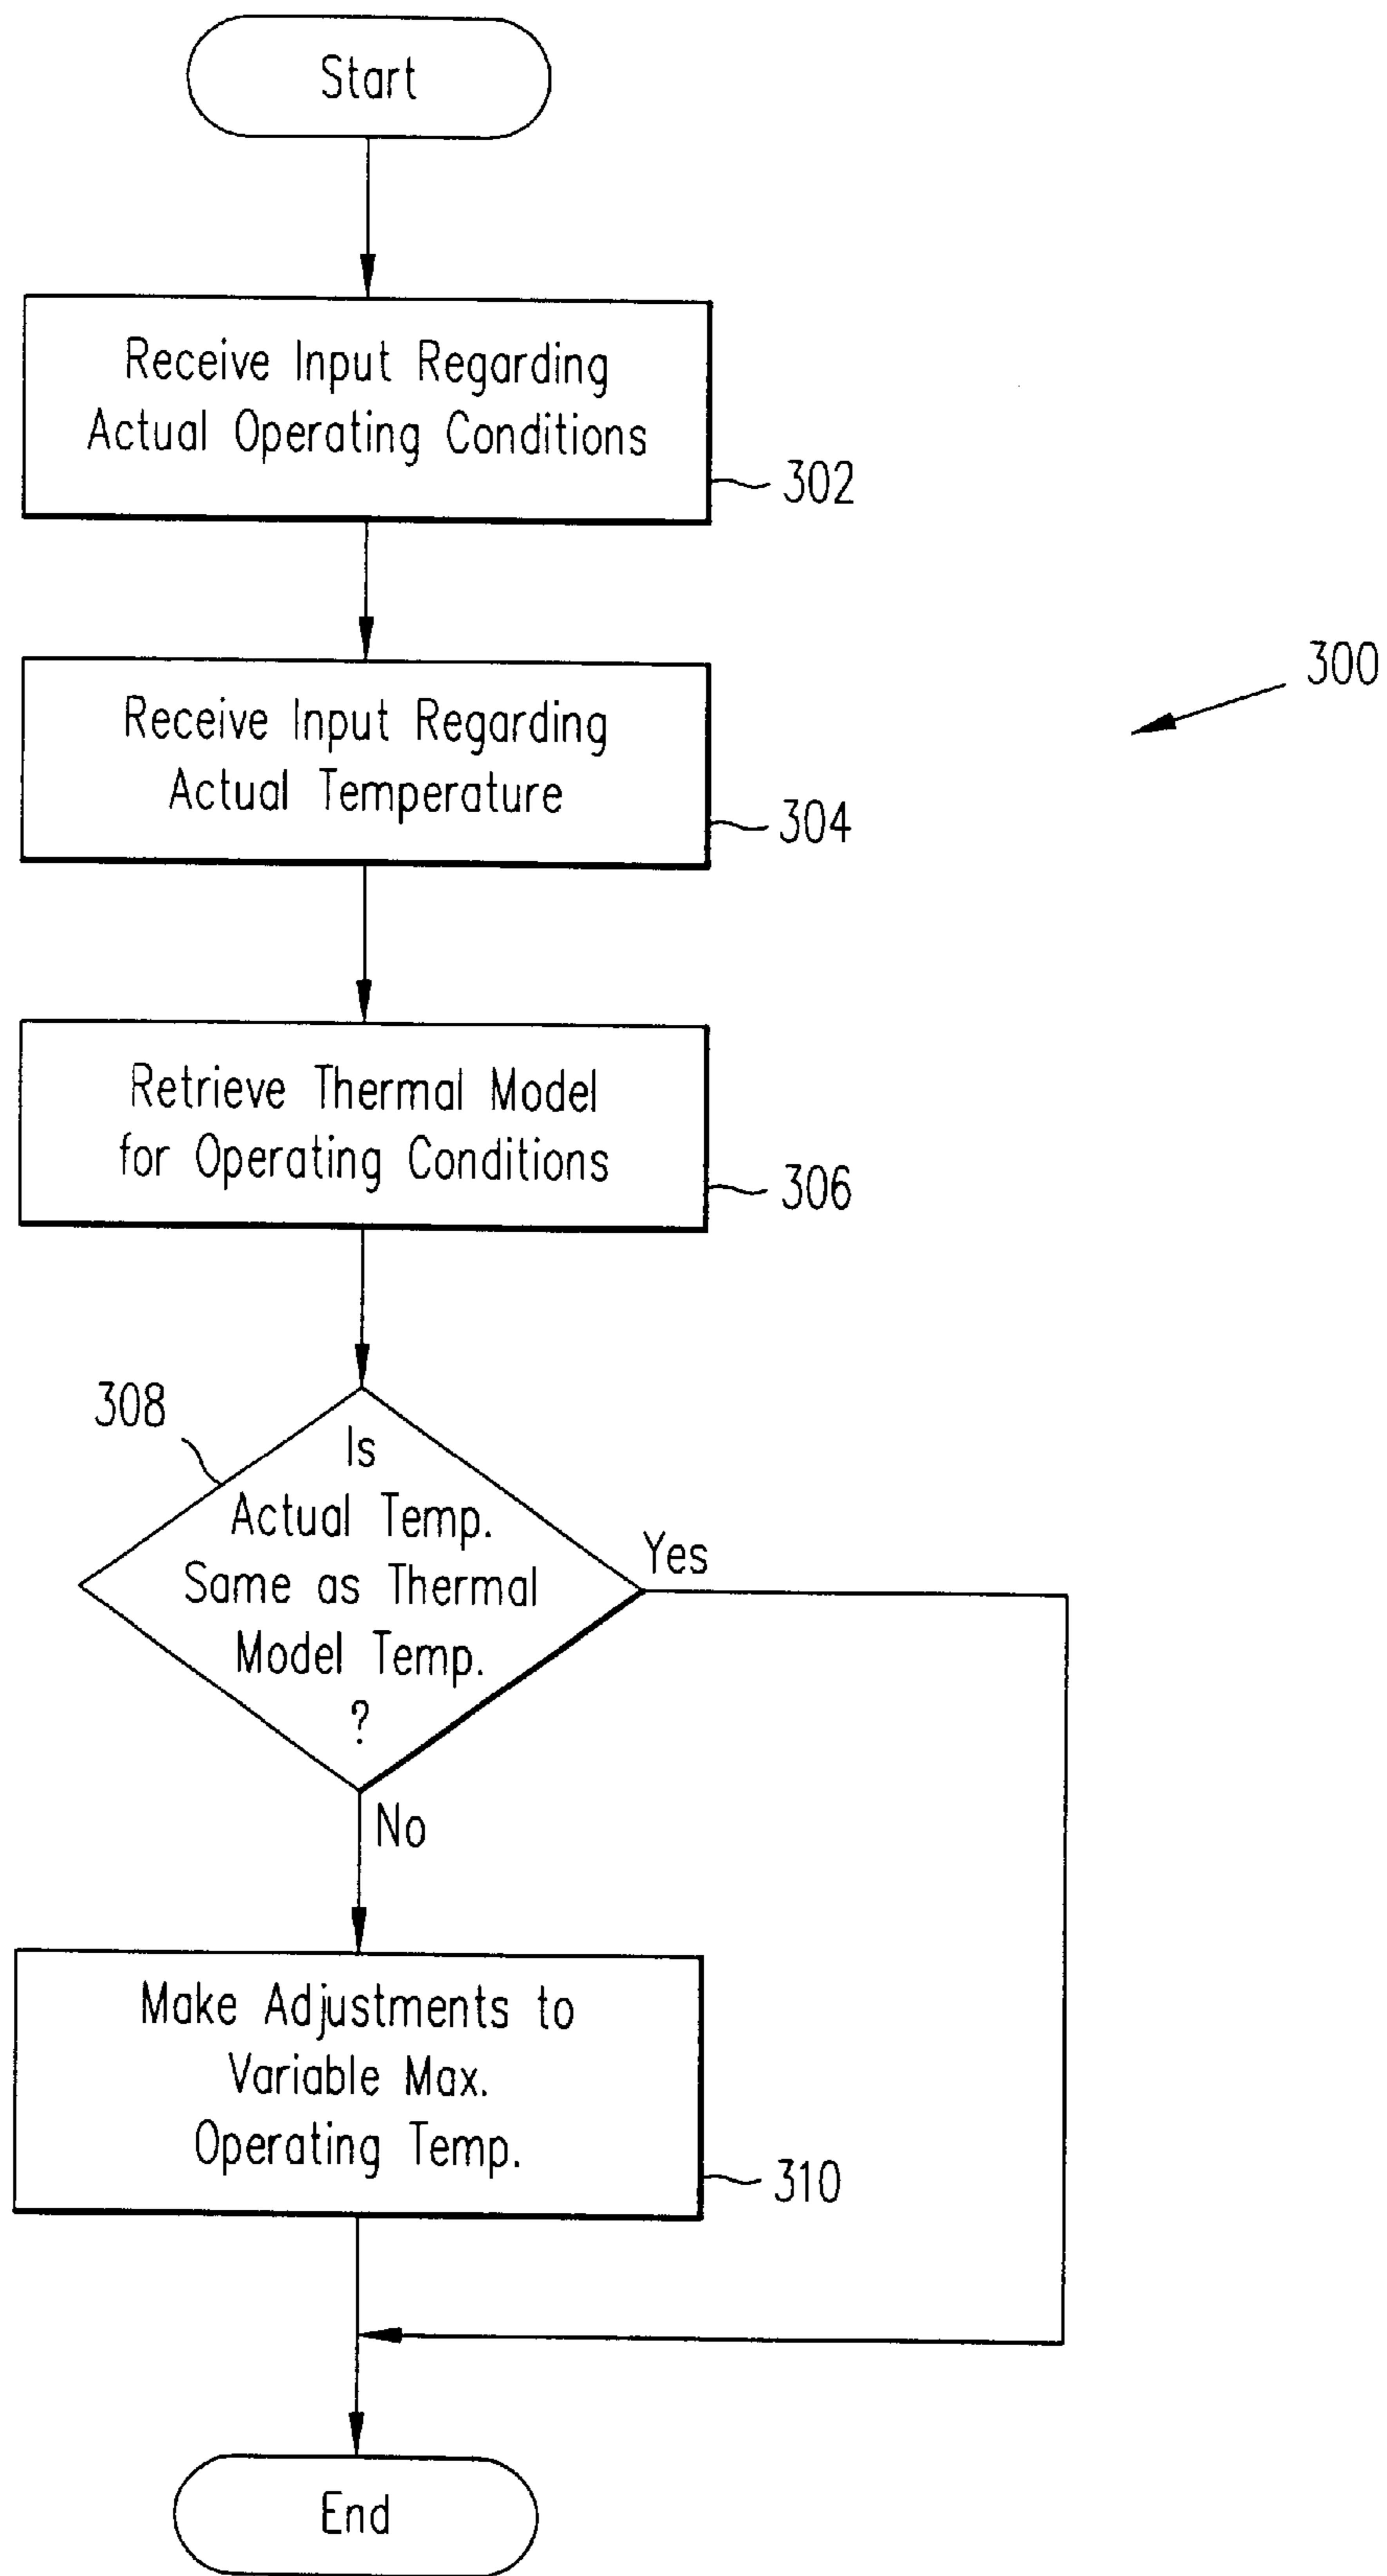 Start
Receive Input Regarding
Actual Operating Conditions
302
300
Receive Input Regarding
Actual Temperature
304
Retrieve Thermal Model
for Operating Conditions
306
308
Is
Actual Temp.
Same as Thermal
Model Temp.
?
Yes
No
Make Adjustments to
Variable Max.
Operating Temp.
310
End